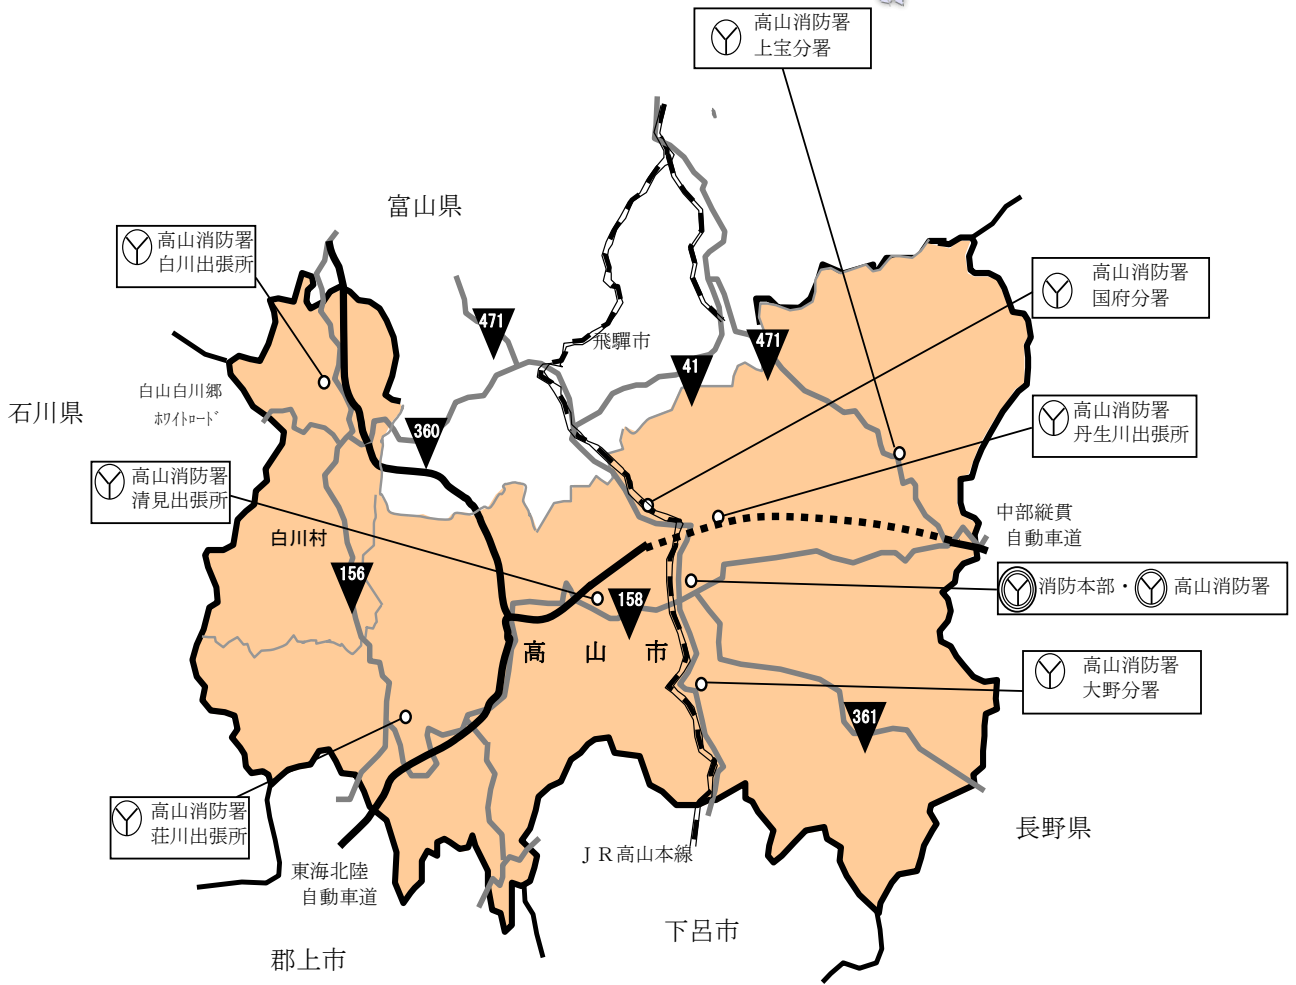 高山消防署
上宝分署
富山県
高山消防署
白川出張所
高山消防署
国府分署
471
飛驒市
471
41
白山白川郷
ﾎﾜｲﾄﾛｰﾄﾞ
石川県
360
高山消防署
丹生川出張所
高山消防署
清見出張所
中部縦貫
自動車道
白川村
156
158
消防本部・高山消防署
高山市
高山消防署
大野分署
361
高山消防署
荘川出張所
長野県
ＪＲ高山本線
東海北陸
自動車道
下呂市
郡上市